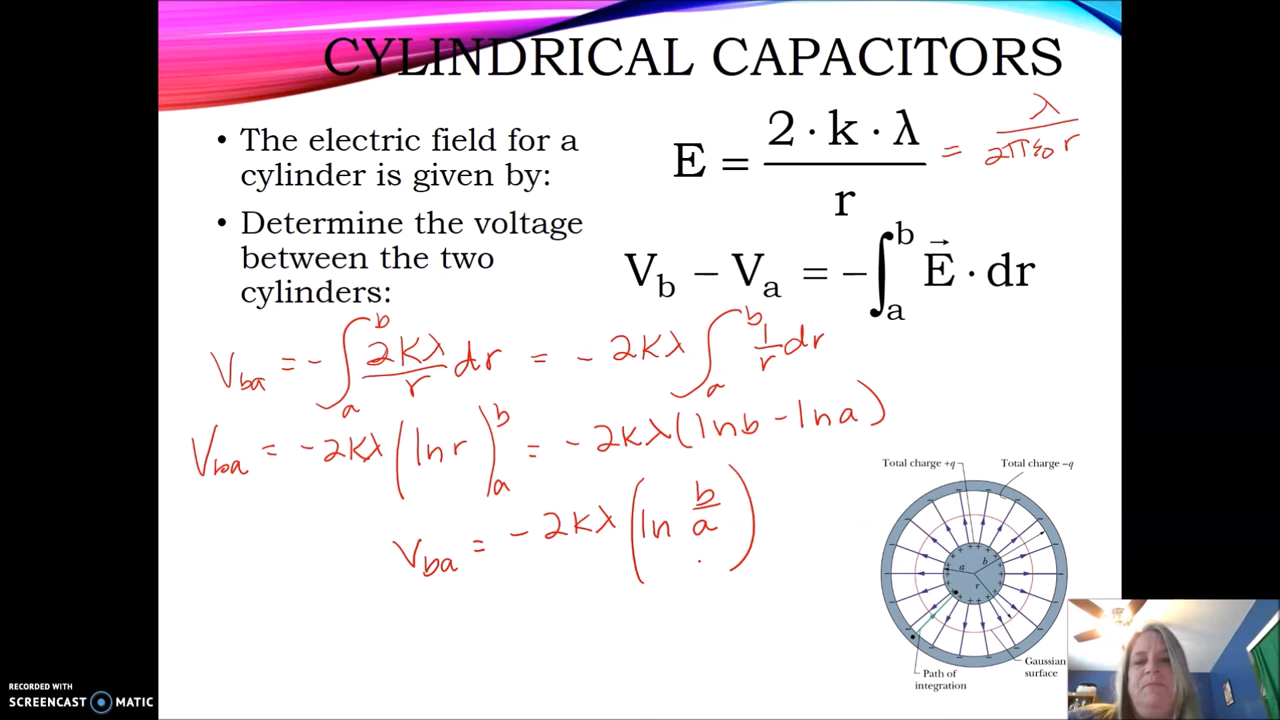 CYLINDRICAL CAPACITORS
• The electric field for a
cylinder is given by:
E = 2 · k · λ / r = λ / 2πε0 r
• Determine the voltage
between the two
cylinders:
V_b − V_a = −∫_a^b E⃗ · dr
V_ba = - ∫_a^b 2kλ / r dr = - 2kλ ∫_a^b 1/r dr
V_ba = -2kλ (ln r)_a^b = -2kλ (ln b - ln a)
V_ba = -2kλ (ln b/a)
Total charge +q
Total charge −q
a
b
r
Gaussian
surface
Path of
integration
RECORDED WITH
SCREENCAST MATIC